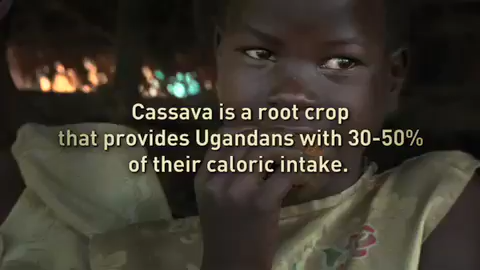 Cassava is a root crop
that provides Ugandans with 30-50%
of their caloric intake.